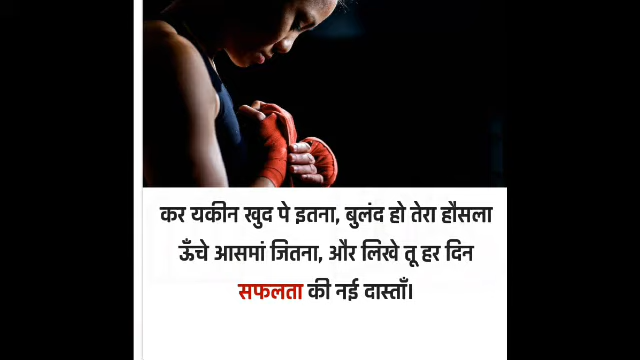 कर यकीन खुद पे इतना, बुलंद हो तेरा हौसला
ऊँचे आसमां जितना, और लिखे तू हर दिन
सफलता की नई दास्ताँ।